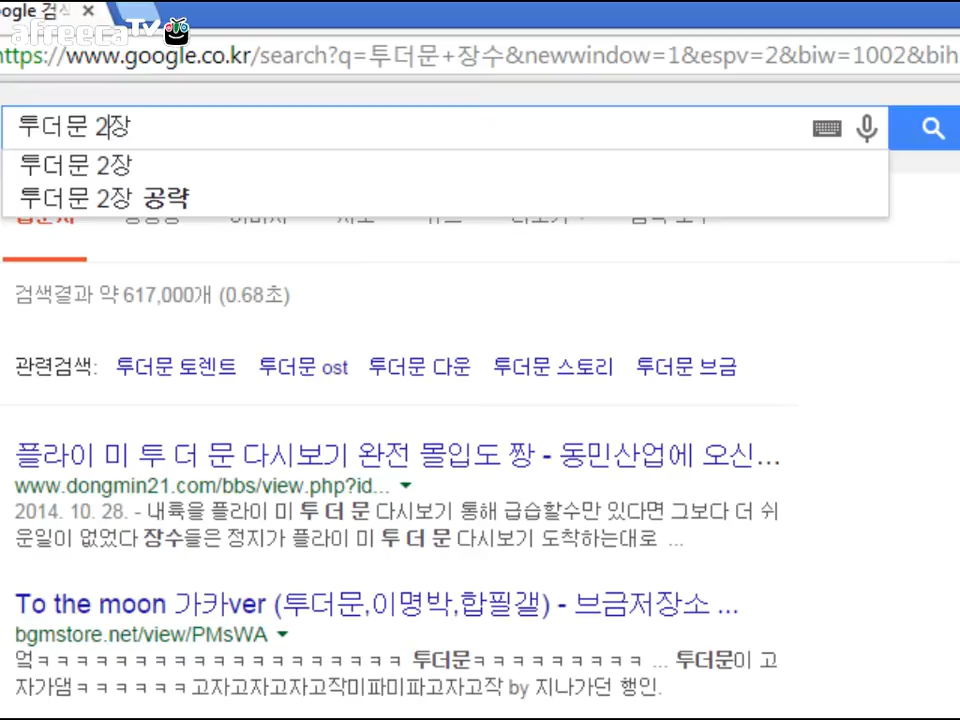 oogle 검색
afreecaTV
https://www.google.co.kr/search?q=투더문+장수&newwindow=1&espv=2&biw=1002&bih
투더문 2장
투더문 2장
투더문 2장 공략
검색결과 약 617,000개 (0.68초)
관련검색: 투더문 토렌트 투더문 ost 투더문 다운 투더문 스토리 투더문 브금
플라이 미 투 더 문 다시보기 완전 몰입도 짱 - 동민산업에 오신...
www.dongmin21.com/bbs/view.php?id...
2014. 10. 28. - 내륙을 플라이 미 투 더 문 다시보기 통해 급습할수만 있다면 그보다 더 쉬
운일이 없었다 장수들은 정지가 플라이 미 투 더 문 다시보기 도착하는대로 ...
To the moon 가카ver (투더문,이명박,합필갤) - 브금저장소 ...
bgmstore.net/view/PMsWA
엌ㅋㅋㅋㅋㅋㅋㅋㅋㅋㅋㅋㅋㅋㅋㅋㅋㅋㅋㅋ 투더문ㅋㅋㅋㅋㅋㅋㅋㅋㅋ ... 투더문이 고
자가댐ㅋㅋㅋㅋㅋㅋ고자고자고자고작미파미파고자고작 by 지나가던 행인.